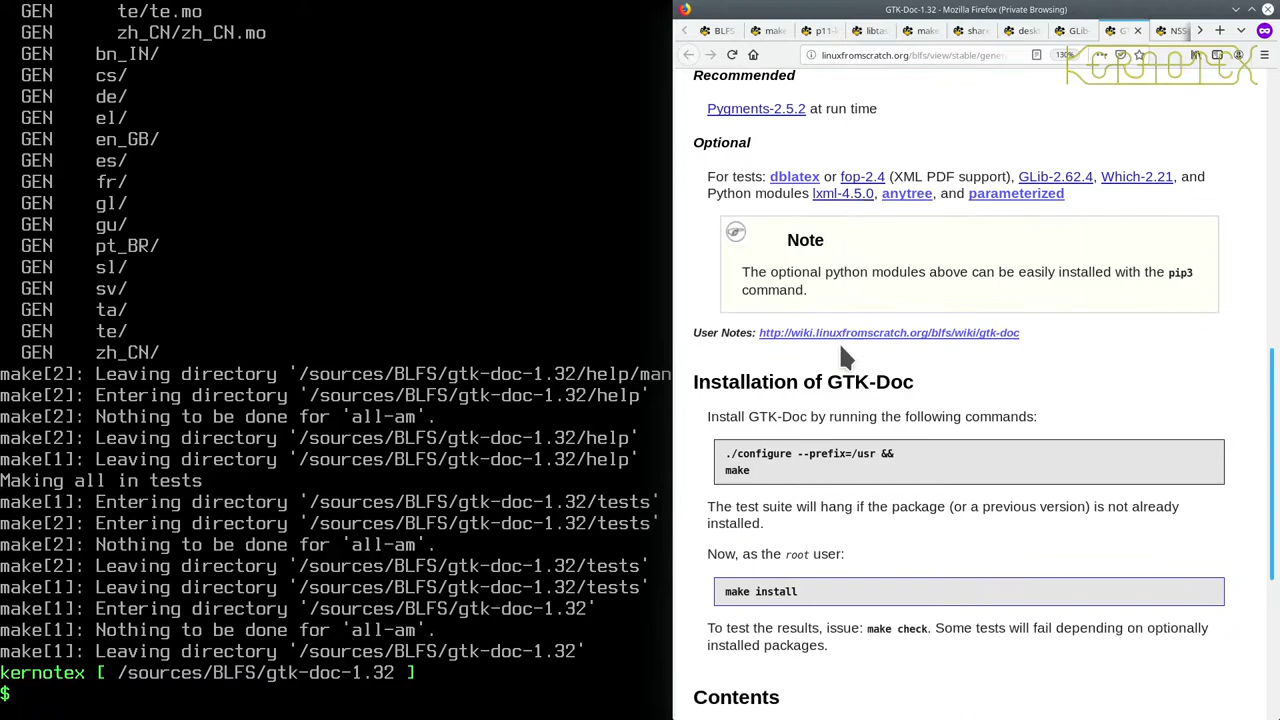 GEN te/te.mo
GEN zh_CN/zh_CN.mo
GEN bn_IN/
GEN cs/
GEN de/
GEN el/
GEN en_GB/
GEN es/
GEN fr/
GEN gl/
GEN gu/
GEN pt_BR/
GEN sl/
GEN sv/
GEN ta/
GEN te/
GEN zh_CN/
make[2]: Leaving directory '/sources/BLFS/gtk-doc-1.32/help/man
make[2]: Entering directory '/sources/BLFS/gtk-doc-1.32/help'
make[2]: Nothing to be done for 'all-am'.
make[2]: Leaving directory '/sources/BLFS/gtk-doc-1.32/help'
make[1]: Leaving directory '/sources/BLFS/gtk-doc-1.32/help'
Making all in tests
make[1]: Entering directory '/sources/BLFS/gtk-doc-1.32/tests'
make[2]: Entering directory '/sources/BLFS/gtk-doc-1.32/tests'
make[2]: Nothing to be done for 'all-am'.
make[2]: Leaving directory '/sources/BLFS/gtk-doc-1.32/tests'
make[1]: Leaving directory '/sources/BLFS/gtk-doc-1.32/tests'
make[1]: Entering directory '/sources/BLFS/gtk-doc-1.32'
make[1]: Nothing to be done for 'all-am'.
make[1]: Leaving directory '/sources/BLFS/gtk-doc-1.32'
kernotex [ /sources/BLFS/gtk-doc-1.32 ]
$
GTK-Doc-1.32 - Mozilla Firefox (Private Browsing)
BLFS make p11- libtas make share desk GLib- GT NSS
linuxfromscratch.org/blfs/view/stable/gener 130%
KERNOTEX
Recommended
Pygments-2.5.2 at run time
Optional
For tests: dblatex or fop-2.4 (XML PDF support), GLib-2.62.4, Which-2.21, and
Python modules lxml-4.5.0, anytree, and parameterized
Note
The optional python modules above can be easily installed with the pip3
command.
User Notes: http://wiki.linuxfromscratch.org/blfs/wiki/gtk-doc
Installation of GTK-Doc
Install GTK-Doc by running the following commands:
./configure --prefix=/usr &&
make
The test suite will hang if the package (or a previous version) is not already
installed.
Now, as the root user:
make install
To test the results, issue: make check. Some tests will fail depending on optionally
installed packages.
Contents